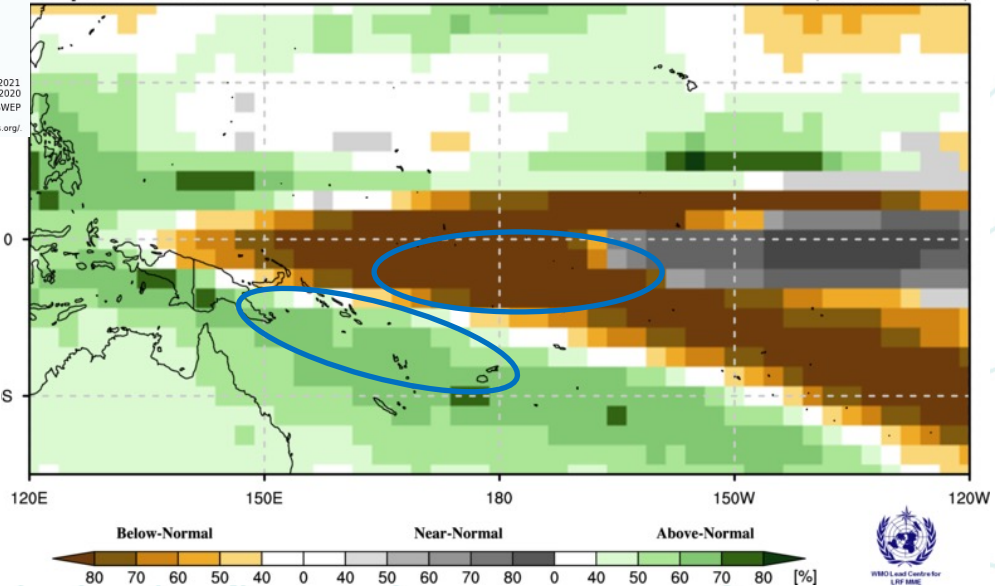 2021
2020
WEP
s.org/.
0
S
120E 150E 180 150W 120W
Below-Normal Near-Normal Above-Normal
80 70 60 50 40 0 40 50 60 70 80 0 40 50 60 70 80 [%]
WMO Lead Centre for
LRF MME